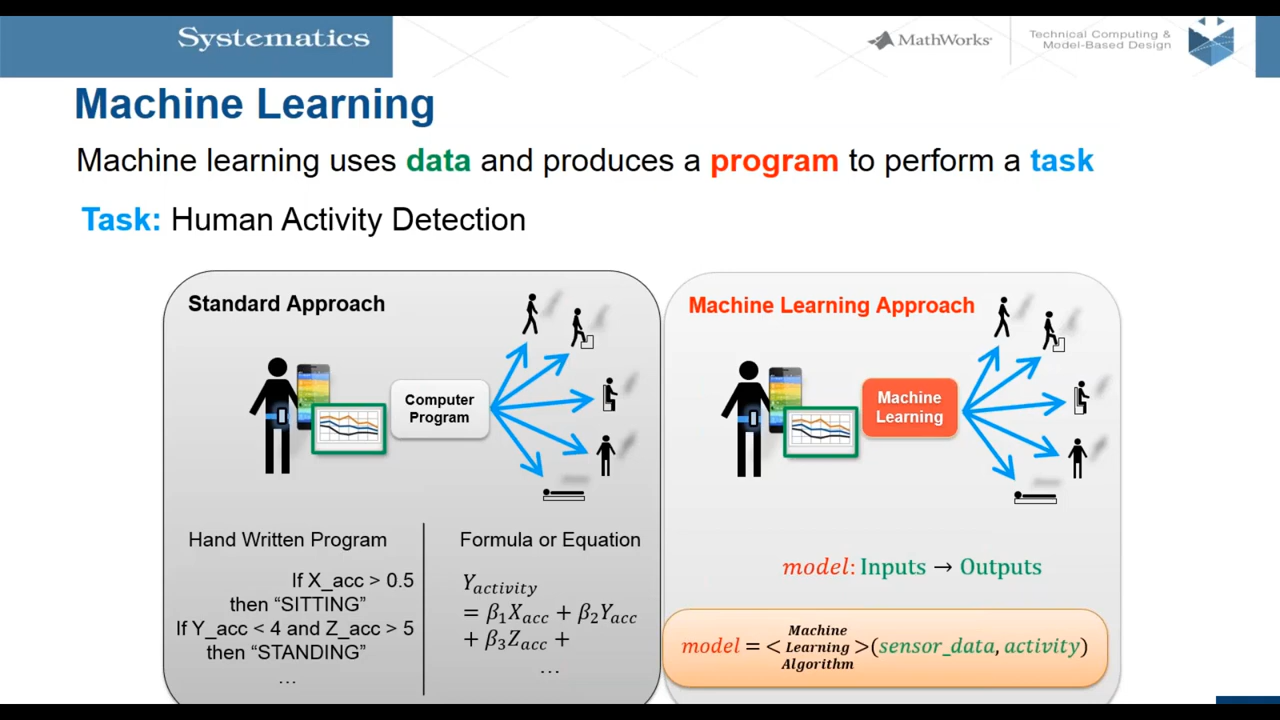 Systematics
MathWorks®
Technical Computing &
Model-Based Design
Machine Learning
Machine learning uses data and produces a program to perform a task
Task: Human Activity Detection
Standard Approach
Computer
Program
Hand Written Program
If X_acc > 0.5
then “SITTING”
If Y_acc < 4 and Z_acc > 5
then “STANDING”
…
Formula or Equation
Y_activity
= β₁X_acc + β₂Y_acc
+ β₃Z_acc +
…
Machine Learning Approach
Machine
Learning
model: Inputs → Outputs
Machine
model = < Learning >(sensor_data, activity)
Algorithm